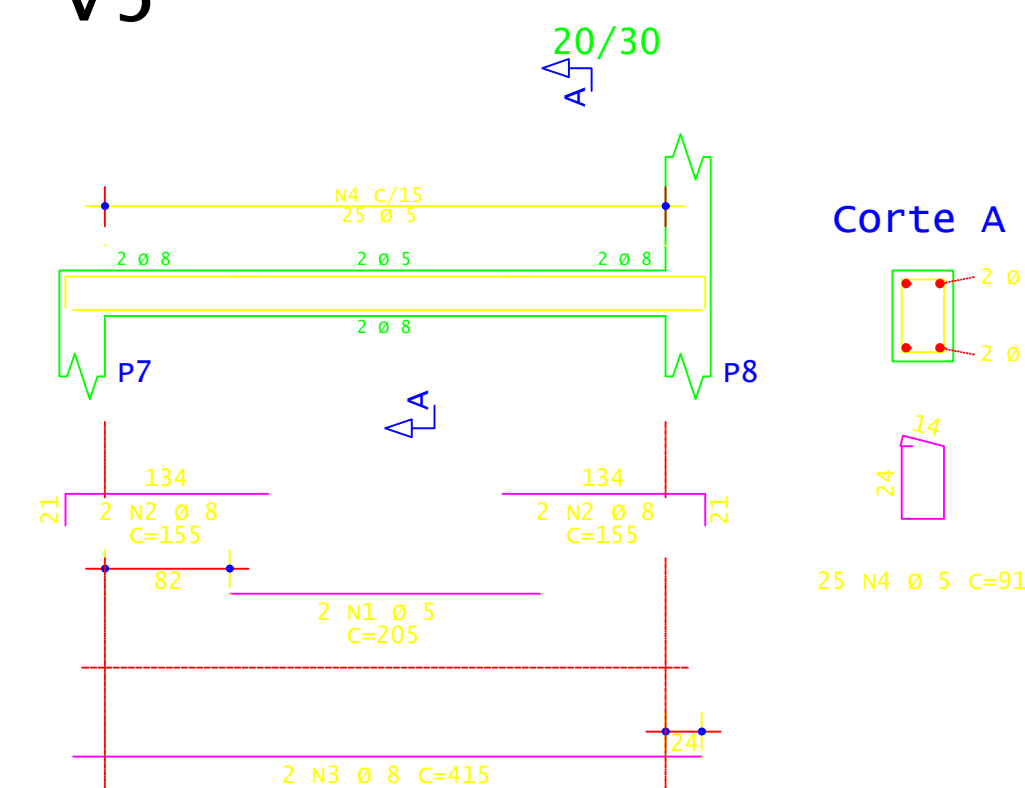 20/30
A
N4 C/15
25 Ø 5
Corte A
2 Ø 8
2 Ø 5
2 Ø 8
2 Ø
2 Ø 8
2 Ø
P7
P8
A
14
134
134
24
21
2 N2 Ø 8
C=155
2 N2 Ø 8
C=155
21
82
25 N4 Ø 5 C=91
2 N1 Ø 5
C=205
24
2 N3 Ø 8 C=415